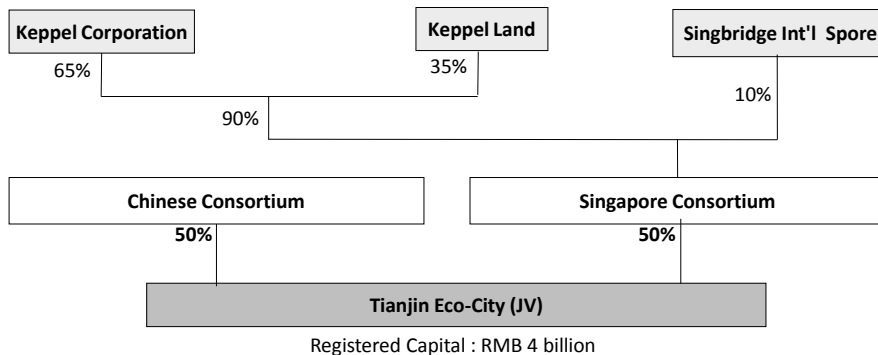 Keppel Corporation
Keppel Land
Singbridge Int'l Spore
65%
35%
10%
90%
Chinese Consortium
Singapore Consortium
50%
50%
Tianjin Eco-City (JV)
Registered Capital : RMB 4 billion